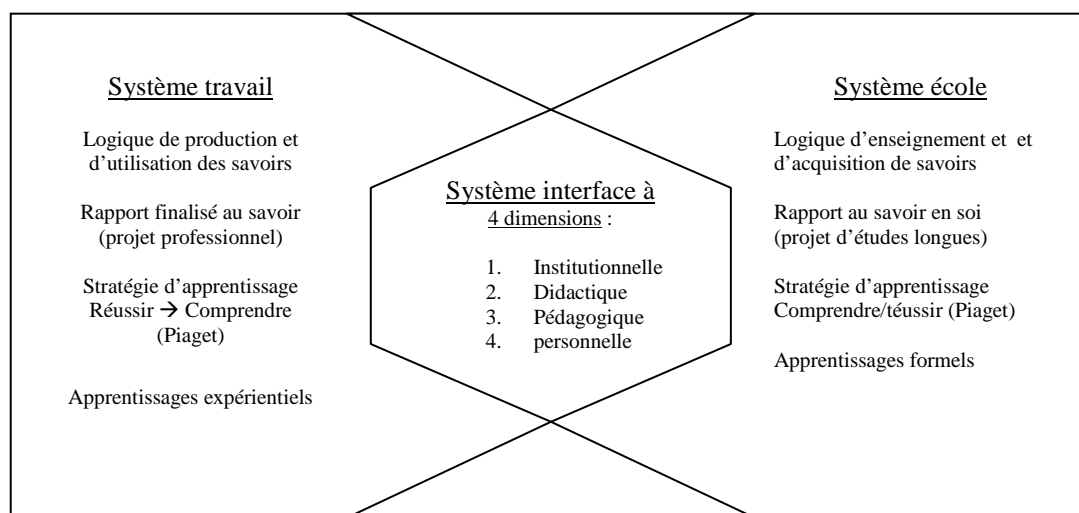 Système travail
Logique de production et
d’utilisation des savoirs
Rapport finalisé au savoir
(projet professionnel)
Stratégie d’apprentissage
Réussir → Comprendre
(Piaget)
Apprentissages expérientiels
Système interface à
4 dimensions :
1. Institutionnelle
2. Didactique
3. Pédagogique
4. personnelle
Système école
Logique d’enseignement et et
d’acquisition de savoirs
Rapport au savoir en soi
(projet d’études longues)
Stratégie d’apprentissage
Comprendre/téussir (Piaget)
Apprentissages formels